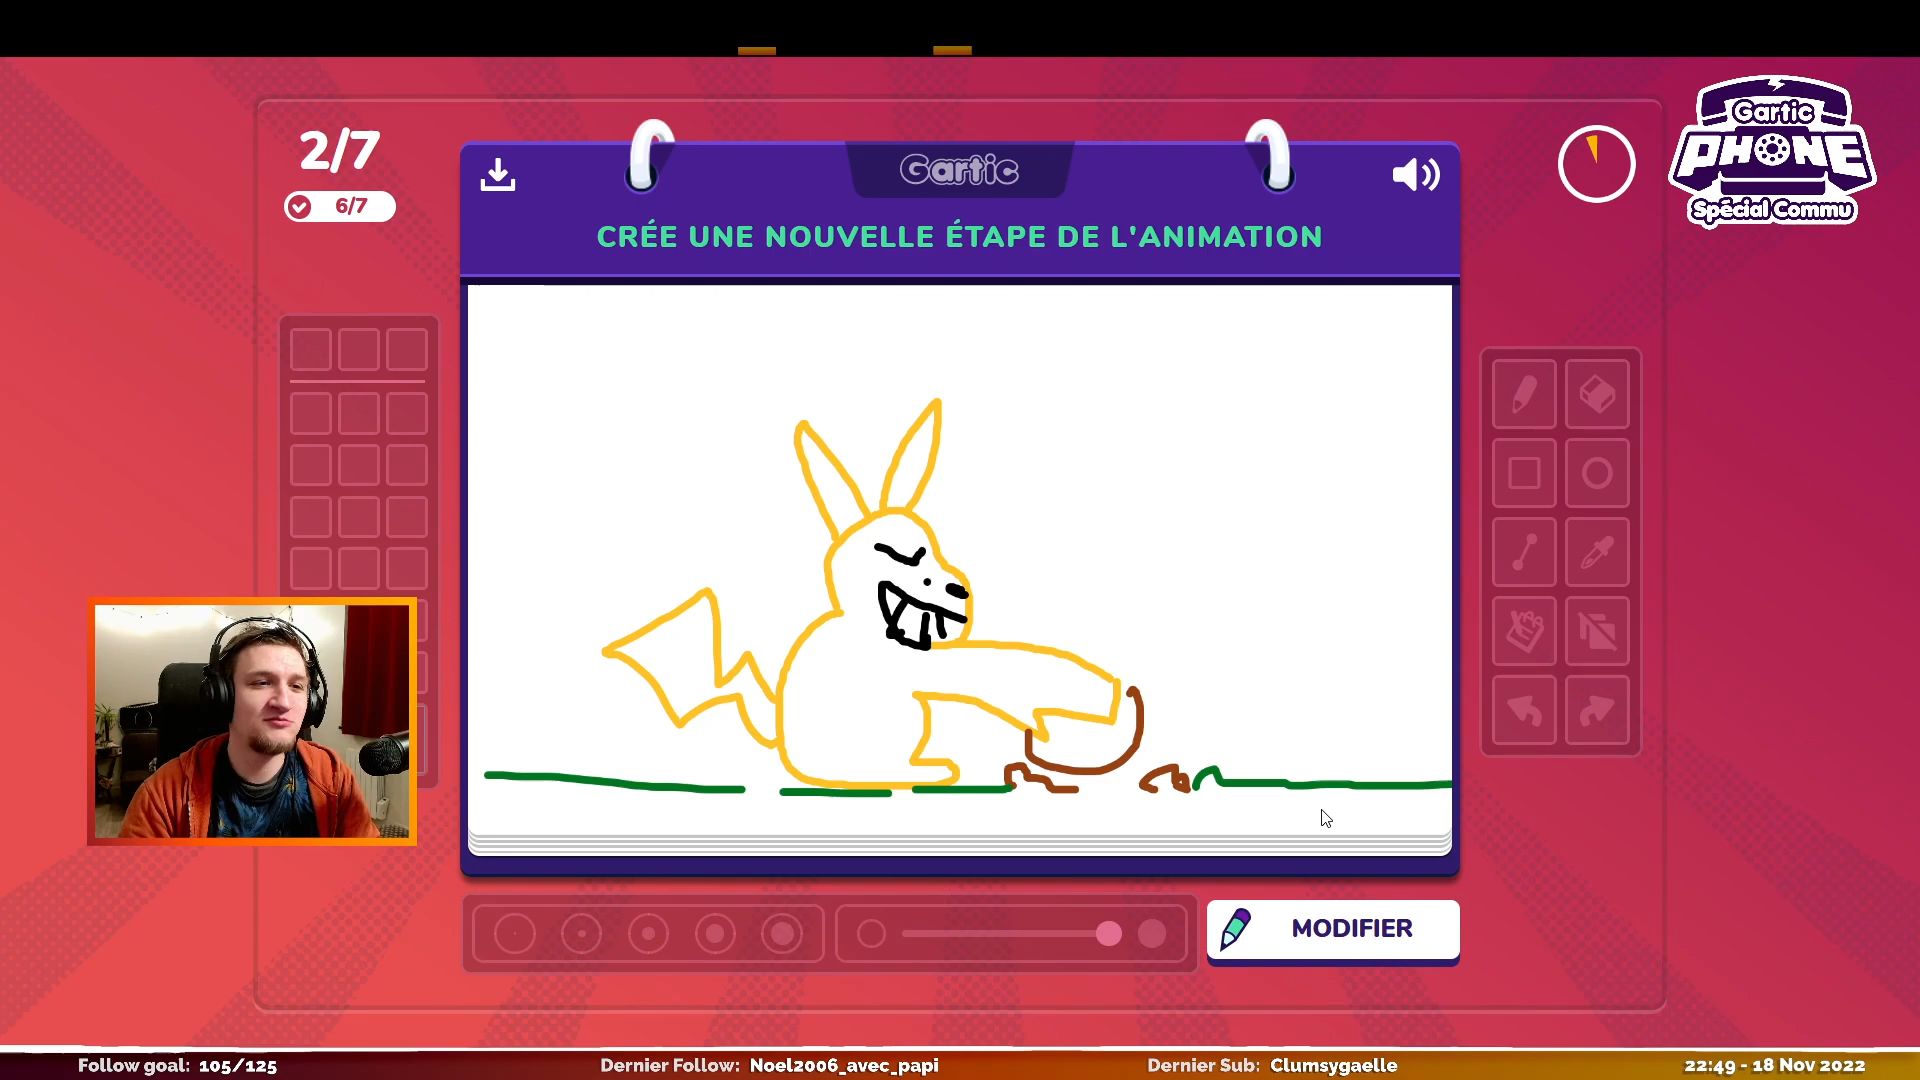 2/7
6/7
Gartic
CRÉE UNE NOUVELLE ÉTAPE DE L'ANIMATION
Gartic
PHONE
Spécial Commu
MODIFIER
Follow goal: 105/125
Dernier Follow: Noel2006_avec_papi
Dernier Sub: Clumsygaelle
22:49 - 18 Nov 2022